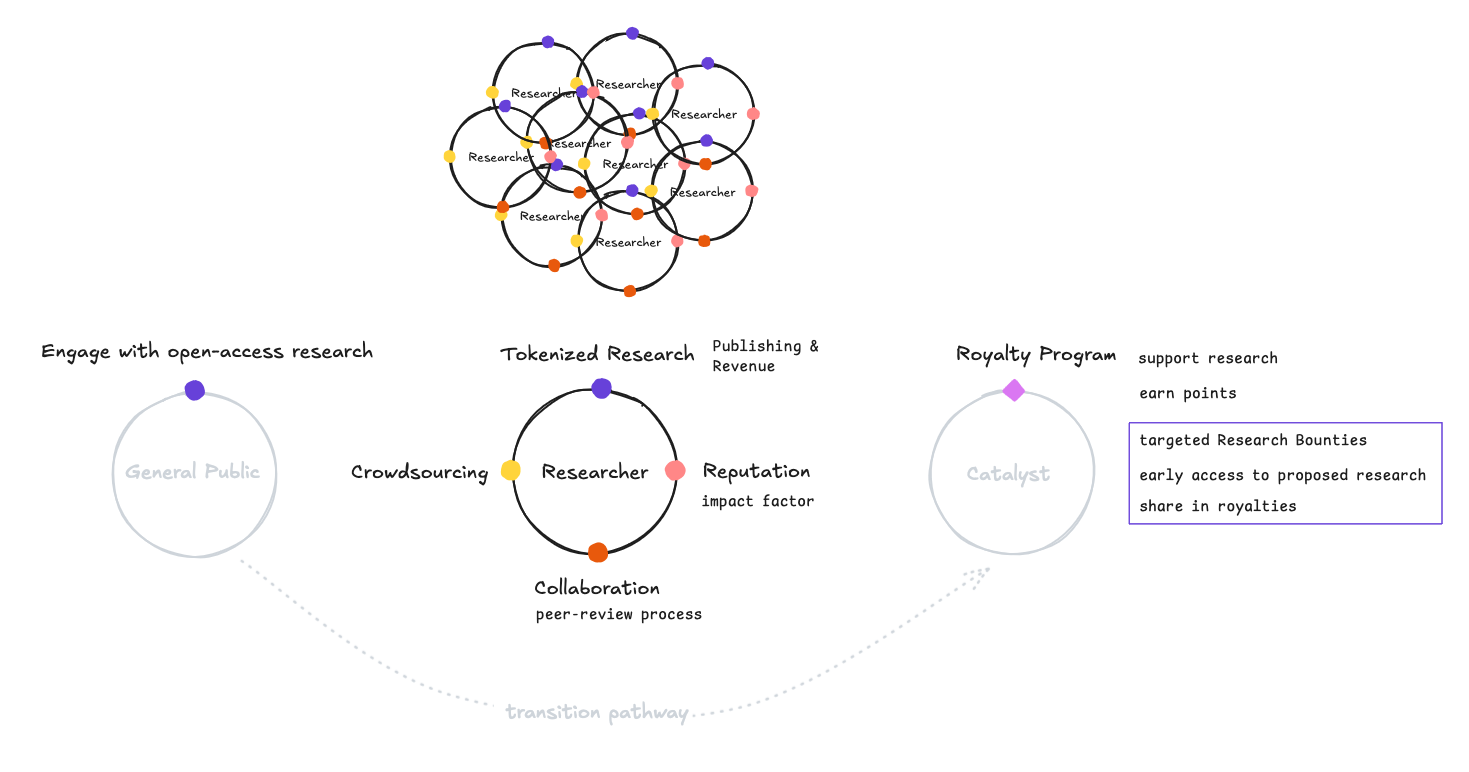 Researcher
Researcher
Researcher
Researcher
Researcher
Researcher
Researcher
Researcher
Researcher
Engage with open-access research
General Public
Tokenized Research
Publishing &
Revenue
Crowdsourcing
Researcher
Reputation
impact factor
Collaboration
peer-review process
Royalty Program
support research
earn points
Catalyst
targeted Research Bounties
early access to proposed research
share in royalties
transition pathway